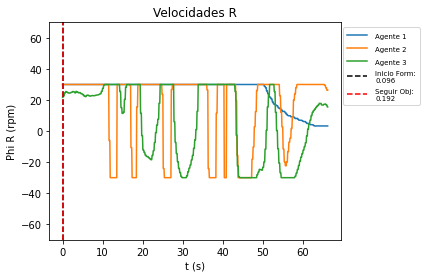 Velocidades R
Phi R (rpm)
60
40
20
0
−20
−40
−60
0
10
20
30
40
50
60
t (s)
Agente 1
Agente 2
Agente 3
Inicio Form:
0.096
Seguir Obj:
0.192